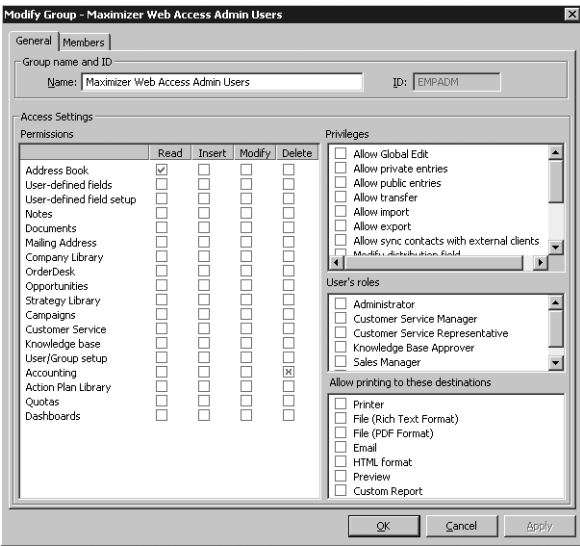 Modify Group - Maximizer Web Access Admin Users
General Members
Group name and ID
Name: Maximizer Web Access Admin Users ID: EMPADM
Access Settings
Permissions
Read Insert Modify Delete
Address Book
User-defined fields
User-defined field setup
Notes
Documents
Mailing Address
Company Library
OrderDesk
Opportunities
Strategy Library
Campaigns
Customer Service
Knowledge base
User/Group setup
Accounting
Action Plan Library
Quotas
Dashboards
Privileges
Allow Global Edit
Allow private entries
Allow public entries
Allow transfer
Allow import
Allow export
Allow sync contacts with external clients
Modify distribution field
User's roles
Administrator
Customer Service Manager
Customer Service Representative
Knowledge Base Approver
Sales Manager
Allow printing to these destinations
Printer
File (Rich Text Format)
File (PDF Format)
Email
HTML format
Preview
Custom Report
OK Cancel Apply